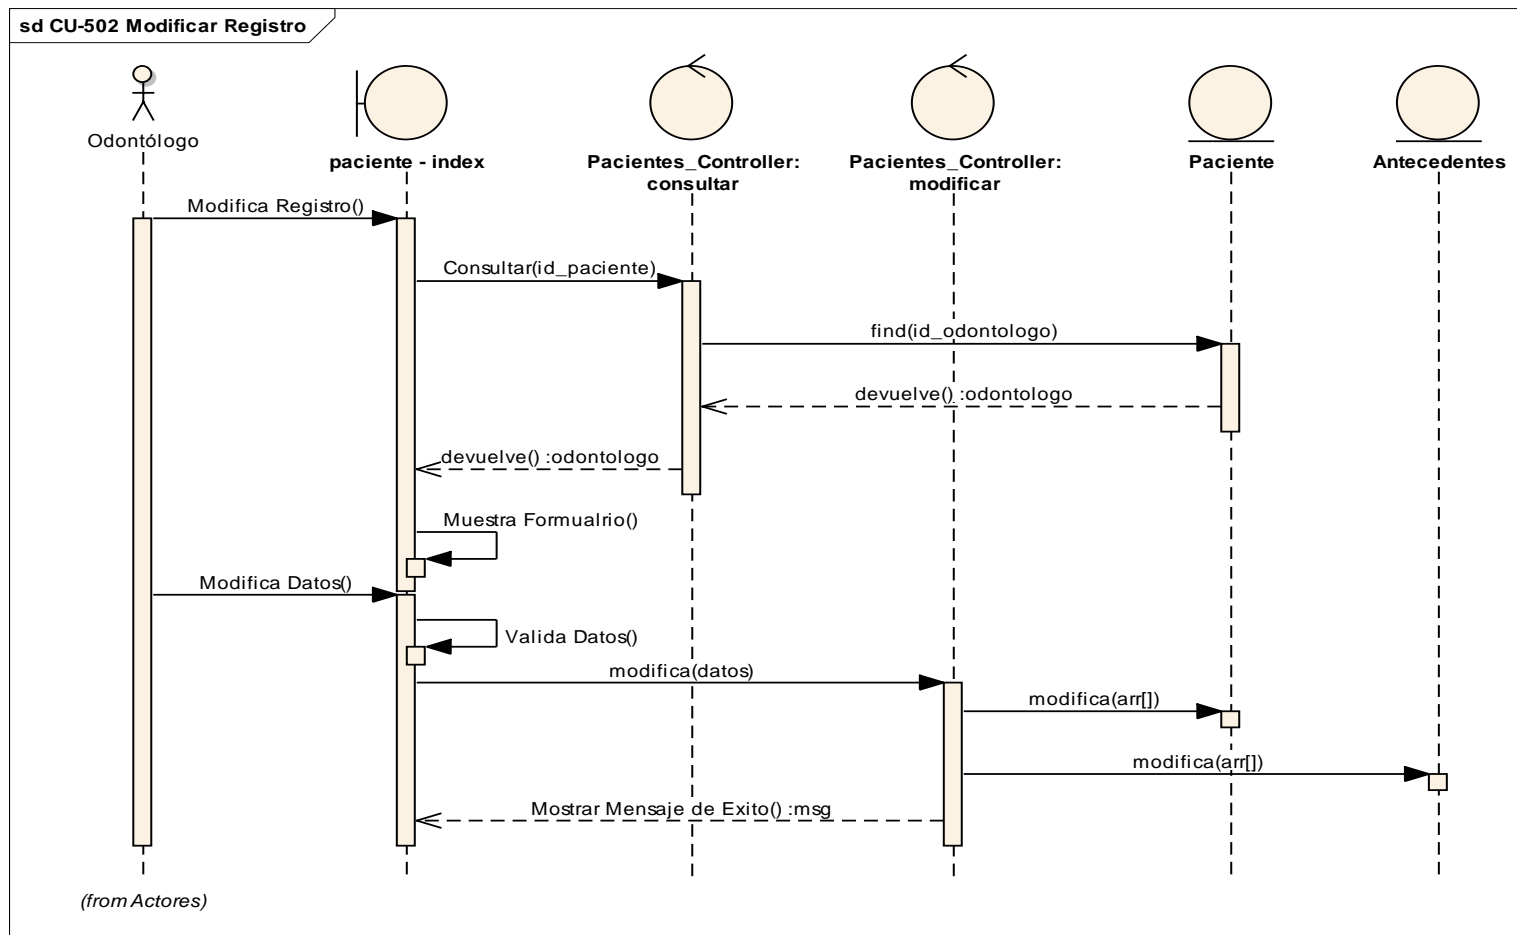 sd CU-502 Modificar Registro
Odontólogo
paciente - index
Pacientes_Controller:
consultar
Pacientes_Controller:
modificar
Paciente
Antecedentes
Modifica Registro()
Consultar(id_paciente)
find(id_odontologo)
devuelve() :odontologo
devuelve() :odontologo
Muestra Formualrio()
Modifica Datos()
Valida Datos()
modifica(datos)
modifica(arr[])
modifica(arr[])
Mostrar Mensaje de Exito() :msg
(from Actores)